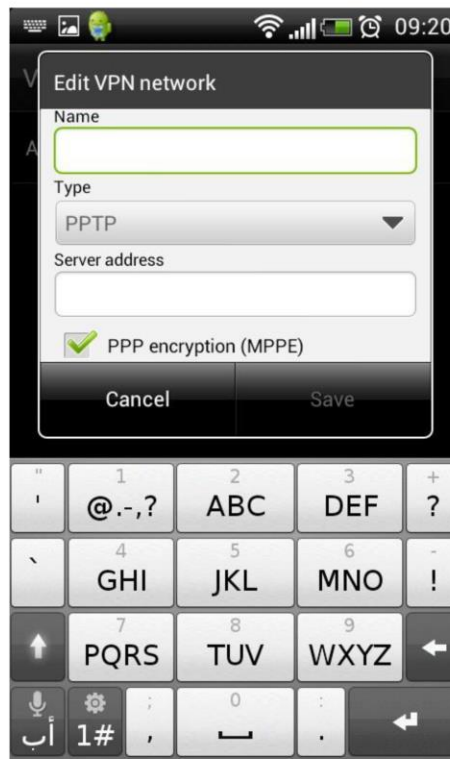 09:20
V
Edit VPN network
A
Name
Type
PPTP
Server address
PPP encryption (MPPE)
Cancel Save
" 1 2 3 +
' @.-,? ABC DEF ?
4 5 6 -
` GHI JKL MNO !
7 8 9
PQRS TUV WXYZ
; 0 :
أب 1# , .